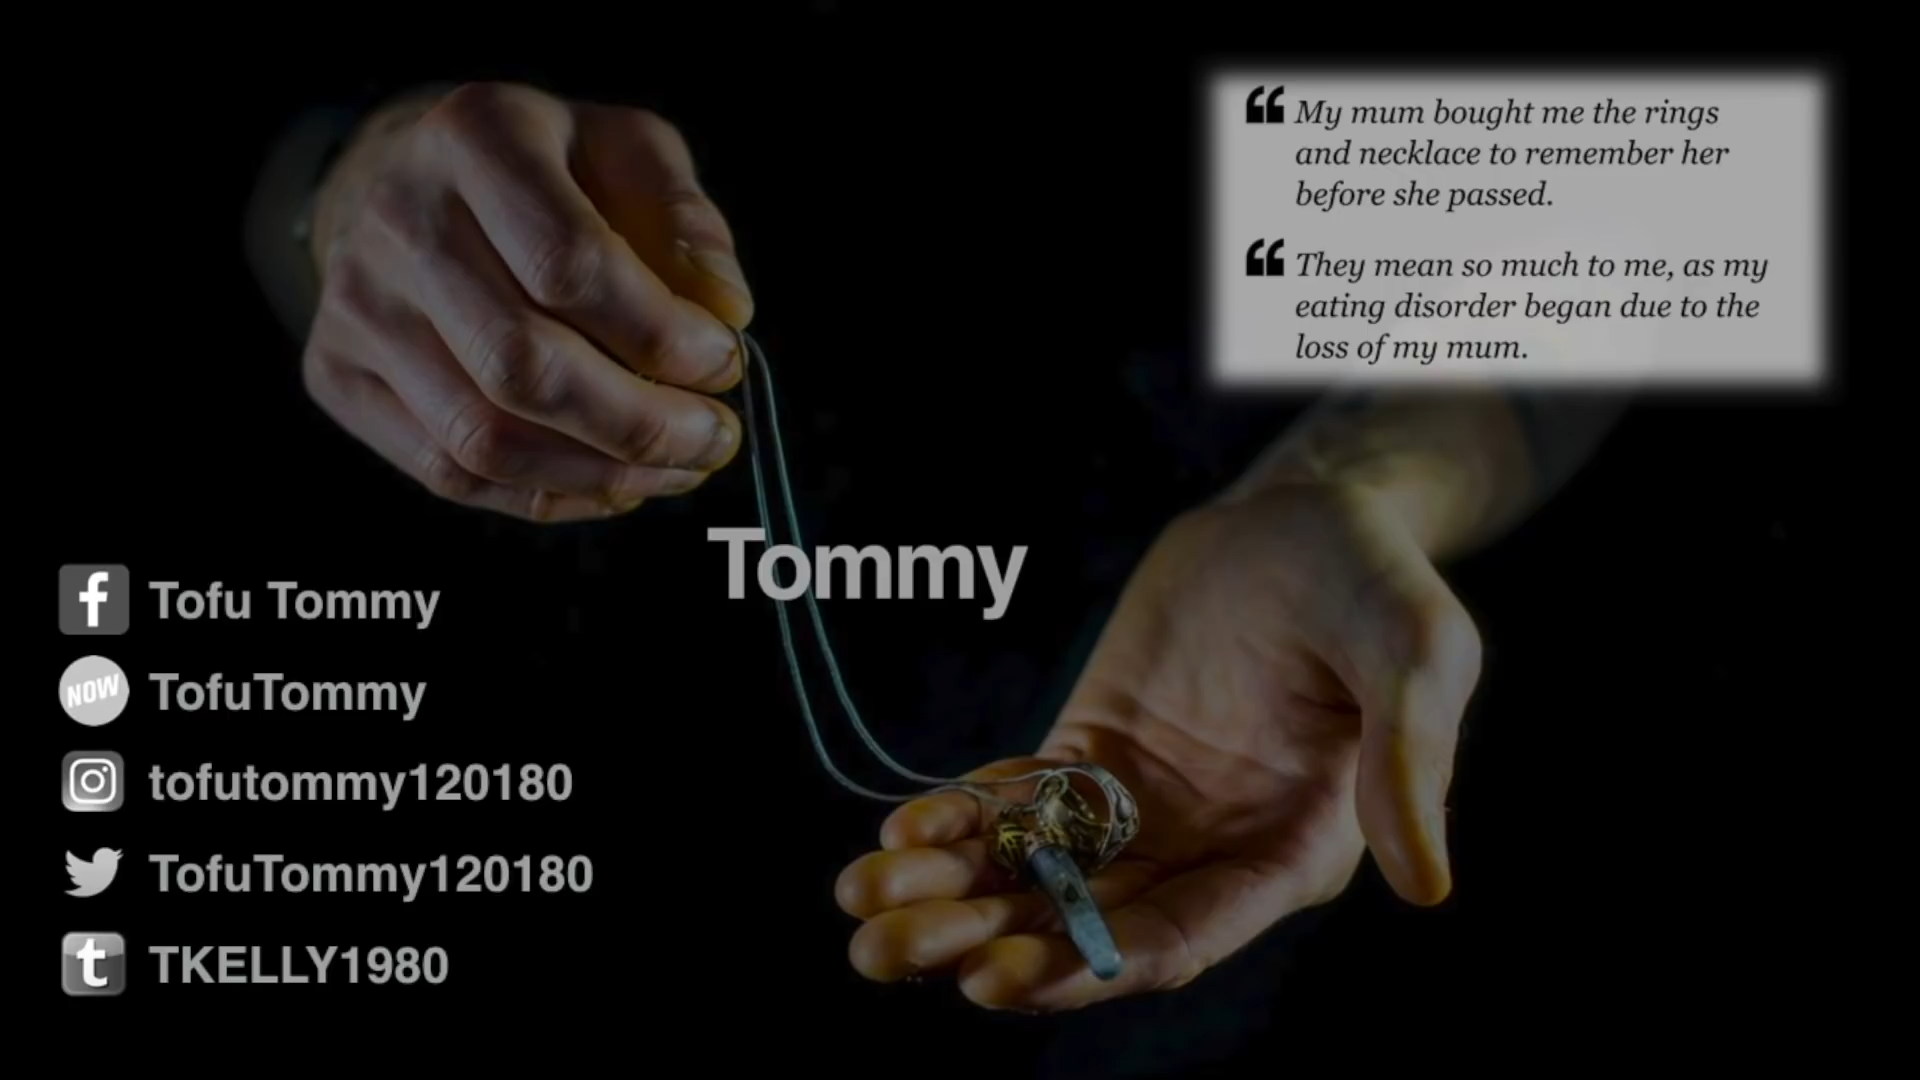 “ My mum bought me the rings
and necklace to remember her
before she passed.
“ They mean so much to me, as my
eating disorder began due to the
loss of my mum.
Tommy
f Tofu Tommy
NOW TofuTommy
tofutommy120180
TofuTommy120180
t TKELLY1980